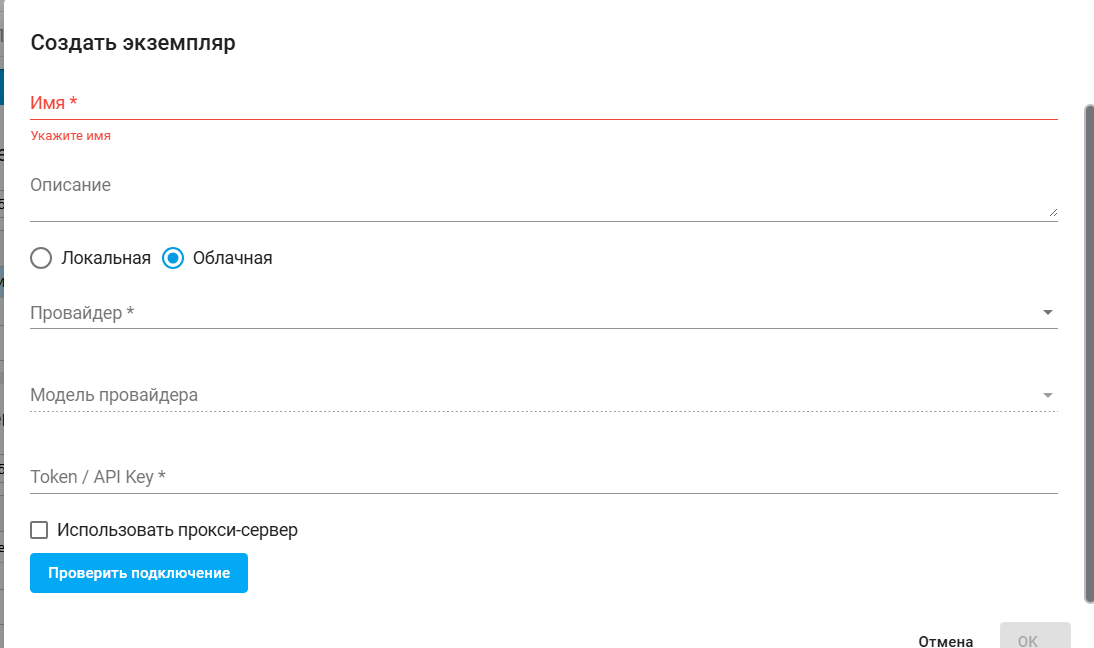 Создать экземпляр
Имя *
Укажите имя
Описание
Локальная Облачная
Провайдер *
Модель провайдера
Token / API Key *
Использовать прокси-сервер
Проверить подключение
Отмена OK